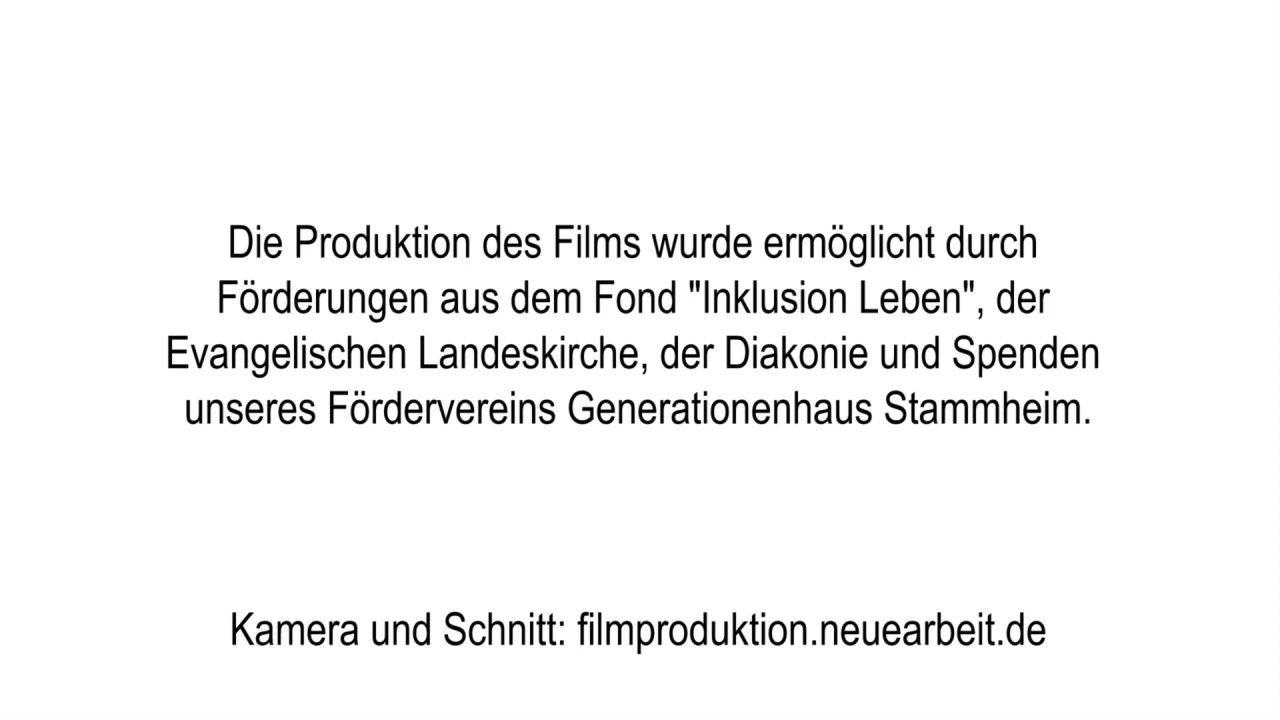 Die Produktion des Films wurde ermöglicht durch
Förderungen aus dem Fond "Inklusion Leben", der
Evangelischen Landeskirche, der Diakonie und Spenden
unseres Fördervereins Generationenhaus Stammheim.
Kamera und Schnitt: filmproduktion.neuearbeit.de